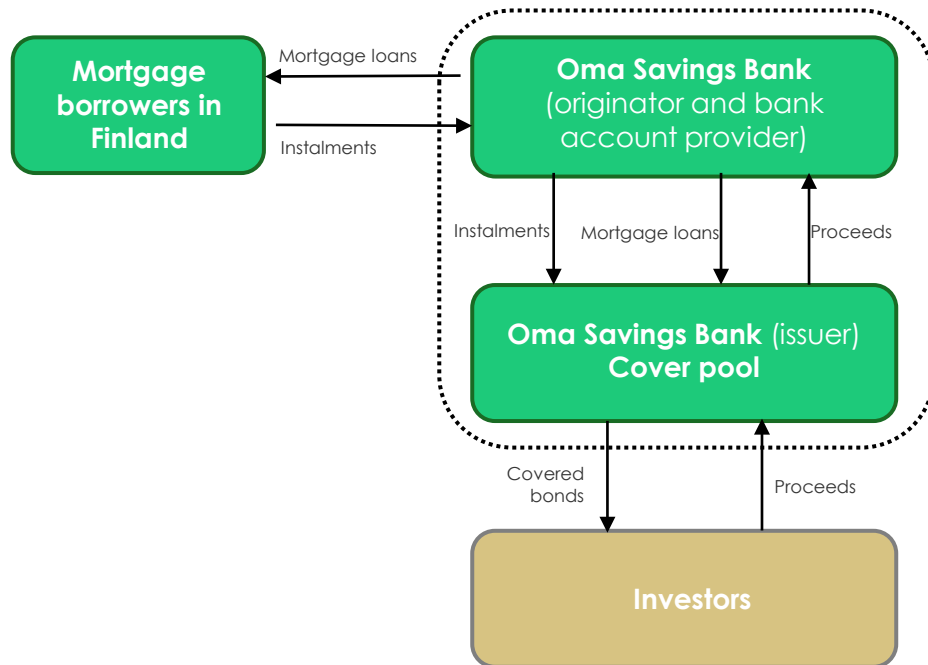 Mortgage
borrowers in
Finland
Mortgage loans
Instalments
Oma Savings Bank
(originator and bank
account provider)
Instalments
Mortgage loans
Proceeds
Oma Savings Bank (issuer)
Cover pool
Covered
bonds
Proceeds
Investors